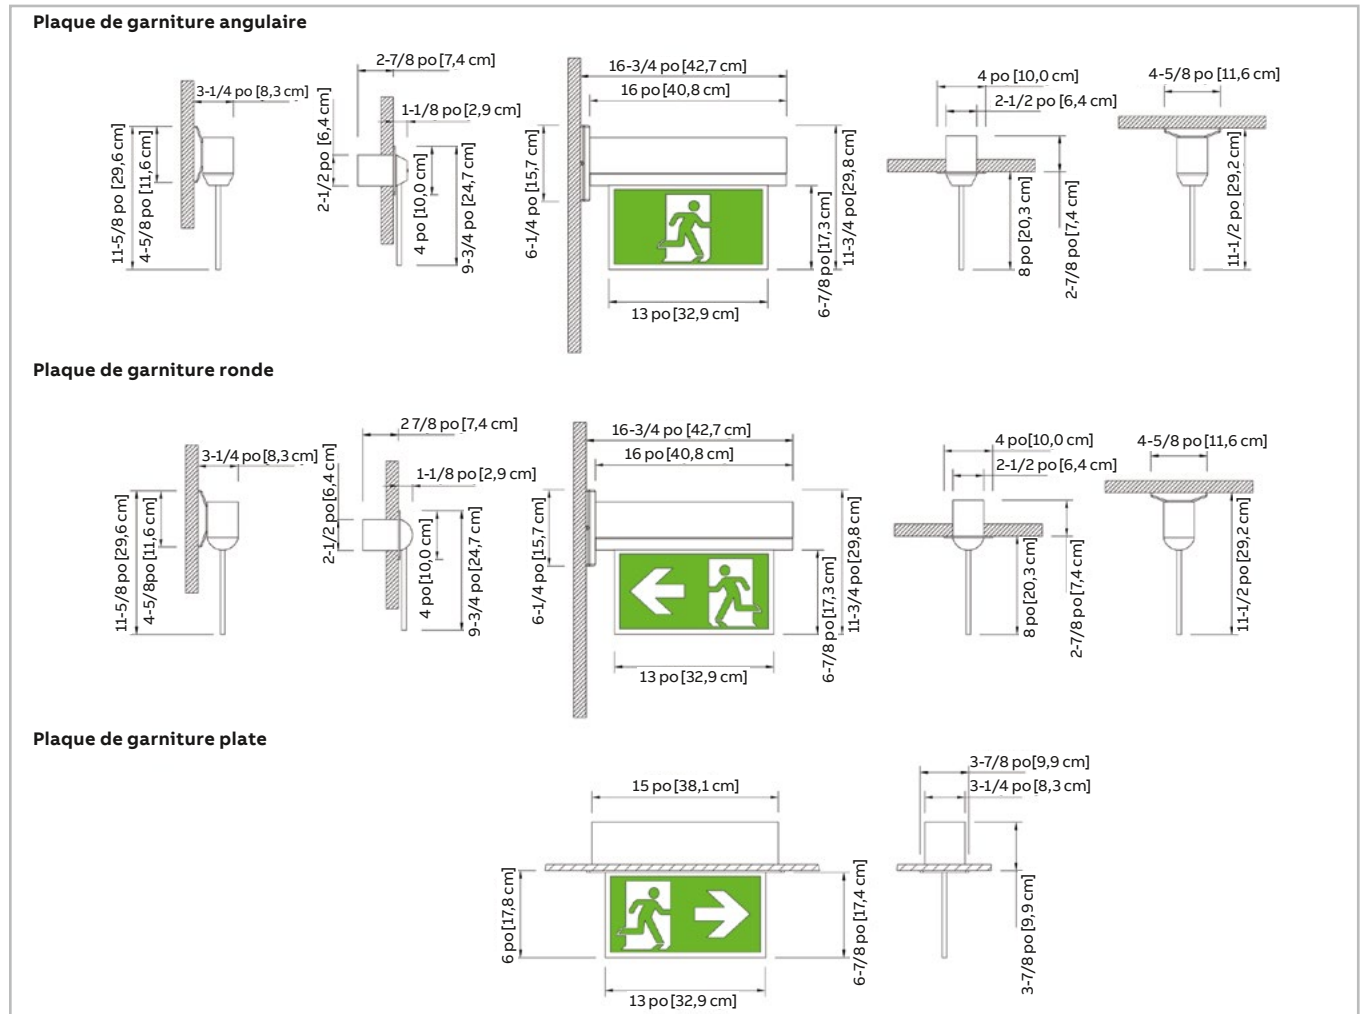 Plaque de garniture angulaire
3-1/4 po [8,3 cm]
11-5/8 po [29,6 cm]
4-5/8 po [11,6 cm]
2-7/8 po [7,4 cm]
1-1/8 po [2,9 cm]
2-1/2 po [6,4 cm]
4 po [10,0 cm]
9-3/4 po [24,7 cm]
16-3/4 po [42,7 cm]
16 po [40,8 cm]
6-1/4 po [15,7 cm]
6-7/8 po [17,3 cm]
11-3/4 po [29,8 cm]
13 po [32,9 cm]
4 po [10,0 cm]
2-1/2 po [6,4 cm]
8 po [20,3 cm]
2-7/8 po [7,4 cm]
4-5/8 po [11,6 cm]
11-1/2 po [29,2 cm]
Plaque de garniture ronde
3-1/4 po [8,3 cm]
11-5/8 po [29,6 cm]
4-5/8po [11,6 cm]
2 7/8 po [7,4 cm]
1-1/8 po [2,9 cm]
2-1/2 po [6,4 cm]
4 po [10,0 cm]
9-3/4 po [24,7 cm]
16-3/4 po [42,7 cm]
16 po [40,8 cm]
6-1/4 po [15,7 cm]
6-7/8 po [17,3 cm]
11-3/4 po [29,8 cm]
13 po [32,9 cm]
4 po [10,0 cm]
2-1/2 po [6,4 cm]
8 po [20,3 cm]
2-7/8 po [7,4 cm]
4-5/8 po [11,6 cm]
11-1/2 po [29,2 cm]
Plaque de garniture plate
15 po [38,1 cm]
6 po [17,8 cm]
6-7/8 po [17,4 cm]
13 po [32,9 cm]
3-7/8 po [9,9 cm]
3-1/4 po [8,3 cm]
3-7/8 po [9,9 cm]